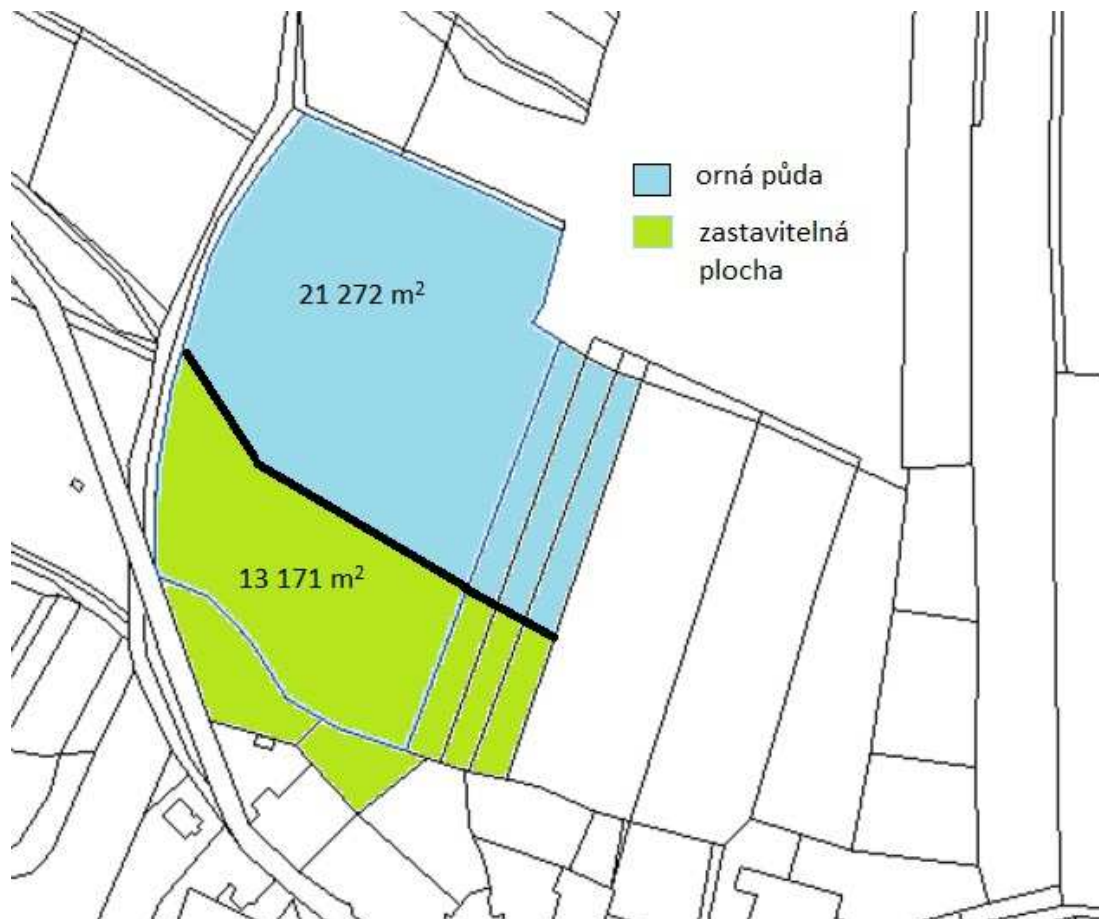 orná půda
zastavitelná
plocha
21 272 m²
13 171 m²